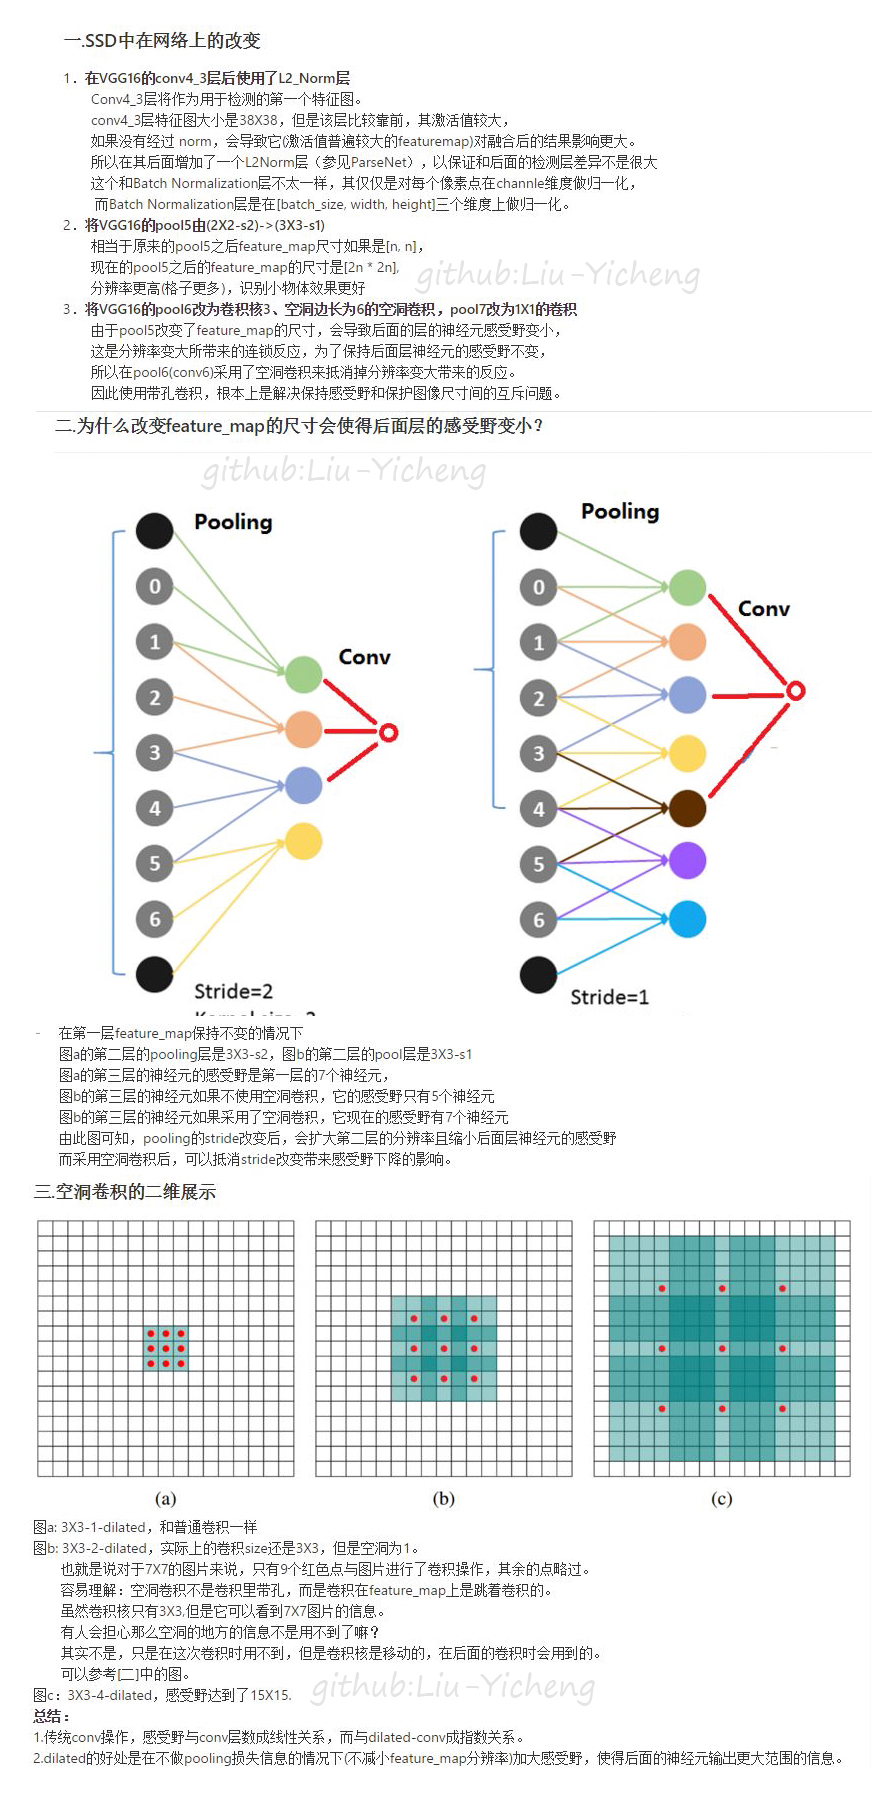 一.SSD中在网络上的改变
1. 在VGG16的conv4_3层后使用了L2_Norm层
Conv4_3层将作为用于检测的第一个特征图。
conv4_3层特征图大小是38X38，但是该层比较靠前，其激活值较大，
如果没有经过 norm，会导致它(激活值普遍较大的featuremap)对融合后的结果影响更大。
所以在其后面增加了一个L2Norm层（参见ParseNet），以保证和后面的检测层差异不是很大
这个和Batch Normalization层不太一样，其仅仅是对每个像素点在channle维度做归一化，
而Batch Normalization层是在[batch_size, width, height]三个维度上做归一化。
2. 将VGG16的pool5由(2X2-s2)->(3X3-s1)
相当于原来的pool5之后feature_map尺寸如果是[n, n]，
现在的pool5之后的feature_map的尺寸是[2n * 2n],
分辨率更高(格子更多)，识别小物体效果更好
github:Liu-Yicheng
3. 将VGG16的pool6改为卷积核3、空洞边长为6的空洞卷积，pool7改为1X1的卷积
由于pool5改变了feature_map的尺寸，会导致后面的层的神经元感受野变小，
这是分辨率变大所带来的连锁反应，为了保持后面层神经元的感受野不变，
所以在pool6(conv6)采用了空洞卷积来抵消掉分辨率变大带来的反应。
因此使用带孔卷积，根本上是解决保持感受野和保护图像尺寸间的互斥问题。
二.为什么改变feature_map的尺寸会使得后面层的感受野变小？
github:Liu-Yicheng
Pooling
0
1
2
3
4
5
6
Conv
Stride=2
Pooling
0
1
2
3
4
5
6
Conv
Stride=1
- 在第一层feature_map保持不变的情况下
图a的第二层的pooling层是3X3-s2，图b的第二层的pool层是3X3-s1
图a的第三层的神经元的感受野是第一层的7个神经元，
图b的第三层的神经元如果不使用空洞卷积，它的感受野只有5个神经元
图b的第三层的神经元如果采用了空洞卷积，它现在的感受野有7个神经元
由此图可知，pooling的stride改变后，会扩大第二层的分辨率且缩小后面层神经元的感受野
而采用空洞卷积后，可以抵消stride改变带来感受野下降的影响。
三.空洞卷积的二维展示
(a)
(b)
(c)
图a: 3X3-1-dilated，和普通卷积一样
图b: 3X3-2-dilated，实际上的卷积size还是3X3，但是空洞为1。
也就是说对于7X7的图片来说，只有9个红色点与图片进行了卷积操作，其余的点略过。
容易理解：空洞卷积不是卷积里带孔，而是卷积在feature_map上是跳着卷积的。
虽然卷积核只有3X3,但是它可以看到7X7图片的信息。
有人会担心那么空洞的地方的信息不是用不到了嘛？
其实不是，只是在这次卷积时用不到，但是卷积核是移动的，在后面的卷积时会用到的。
可以参考[二]中的图。
图c：3X3-4-dilated，感受野达到了15X15.
github:Liu-Yicheng
总结：
1.传统conv操作，感受野与conv层数成线性关系，而与dilated-conv成指数关系。
2.dilated的好处是在不做pooling损失信息的情况下(不减小feature_map分辨率)加大感受野，使得后面的神经元输出更大范围的信息。